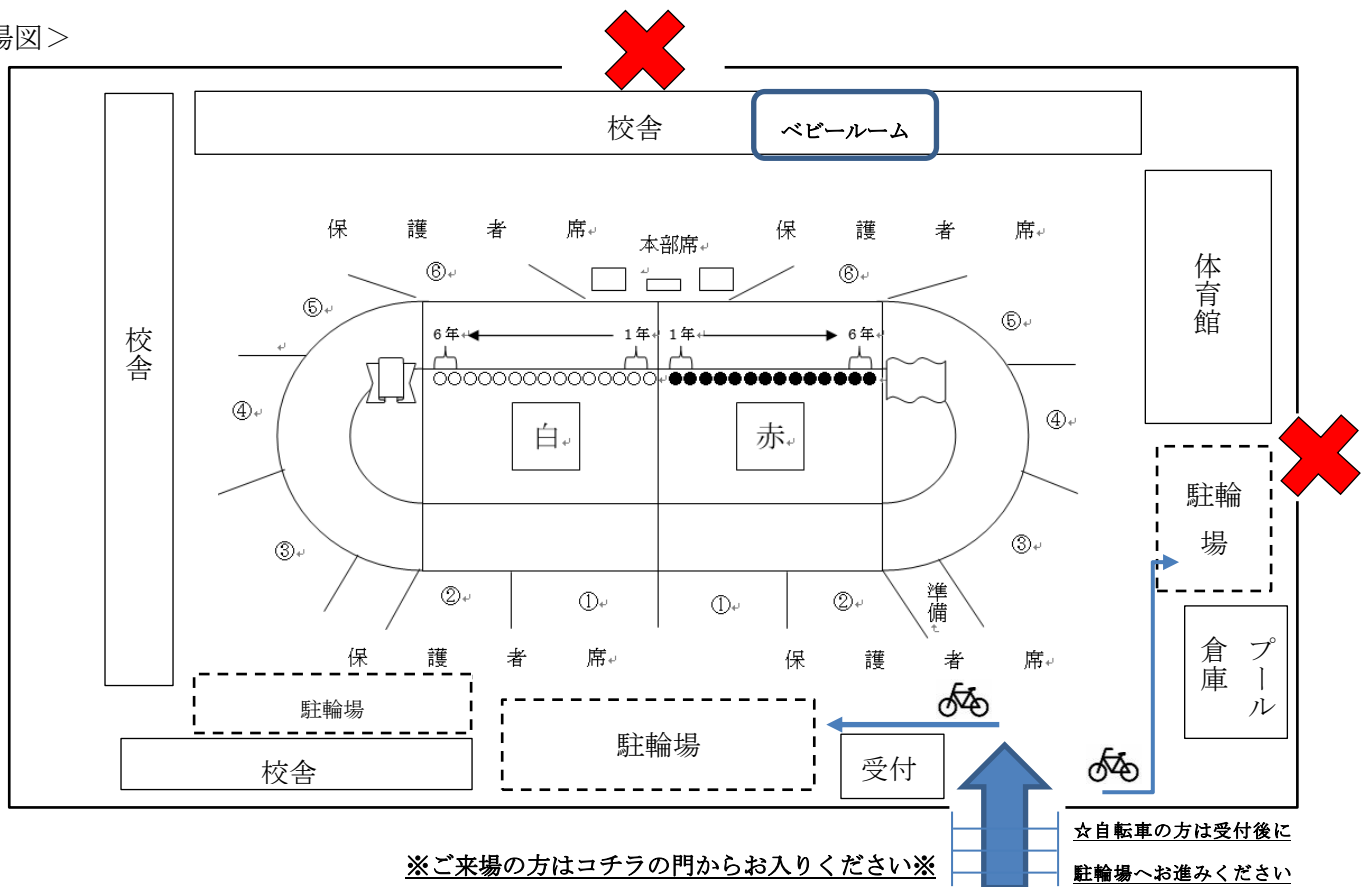 場図＞
校舎
ベビールーム
保護者席
本部席
保護者席
⑥
⑥
体育館
⑤
⑤
校舎
6年
1年
1年
6年
④
④
白
赤
駐輪場
③
③
②
①
①
②
準備
保護者席
保護者席
プール
倉庫
駐輪場
駐輪場
受付
校舎
☆自転車の方は受付後に
※ご来場の方はコチラの門からお入りください※
駐輪場へお進みください